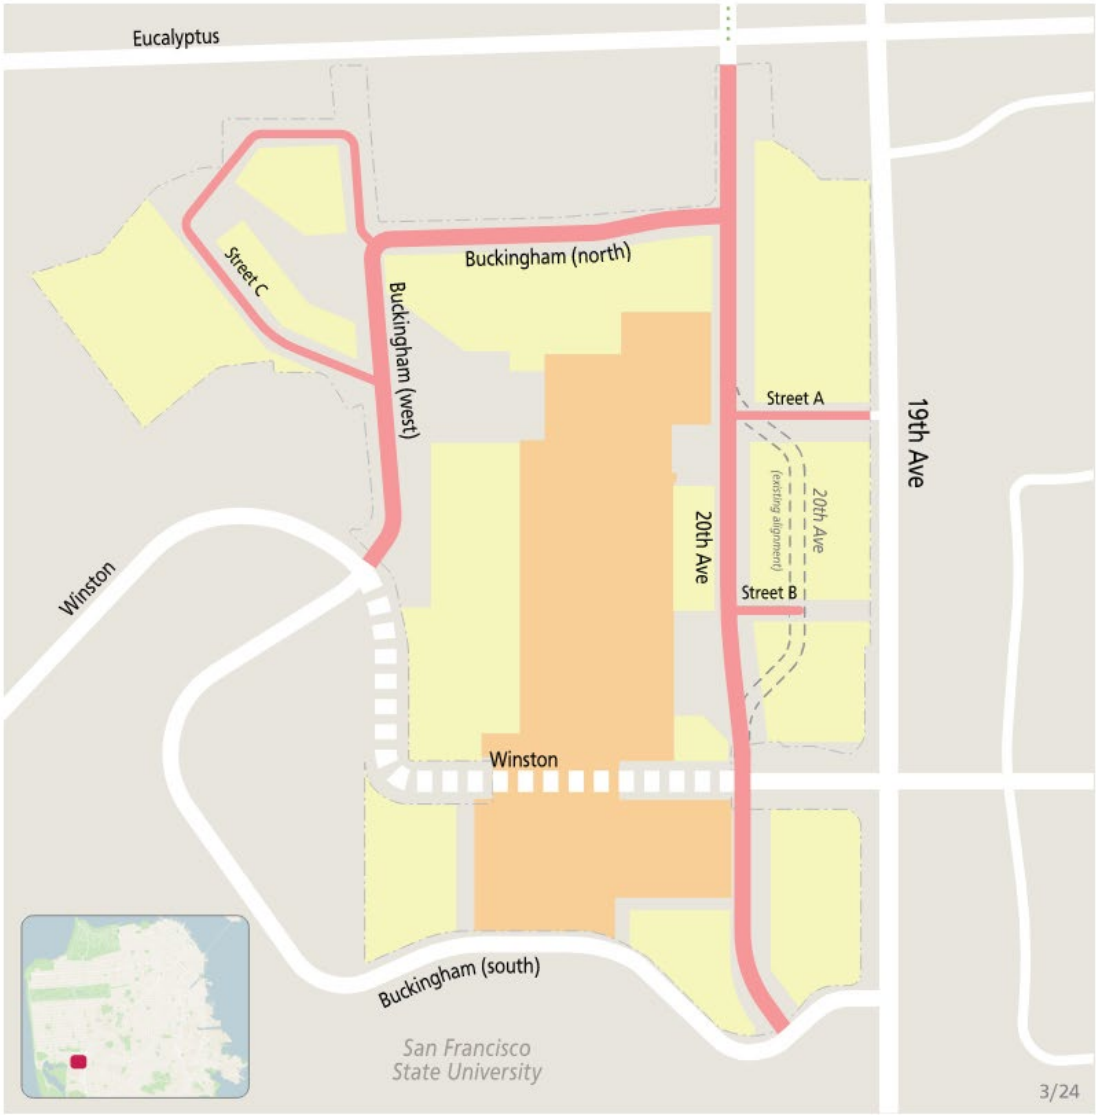 Eucalyptus
Buckingham (north)
Street C
Buckingham (west)
Street A
19th Ave
20th Ave
(existing alignment)
20th Ave
Street B
Winston
Winston
Buckingham (south)
San Francisco
State University
3/24